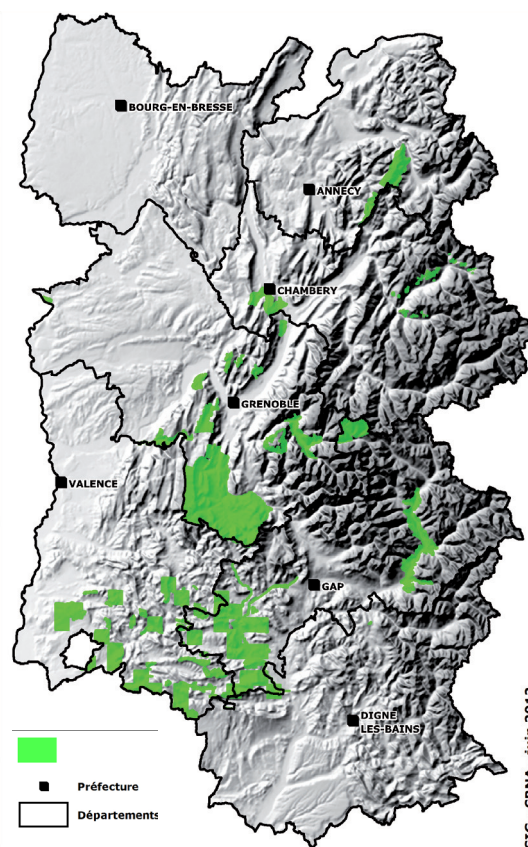 BOURG-EN-BRESSE
ANNECY
CHAMBERY
GRENOBLE
VALENCE
GAP
DIGNE
LES-BAINS
Préfecture
Départements